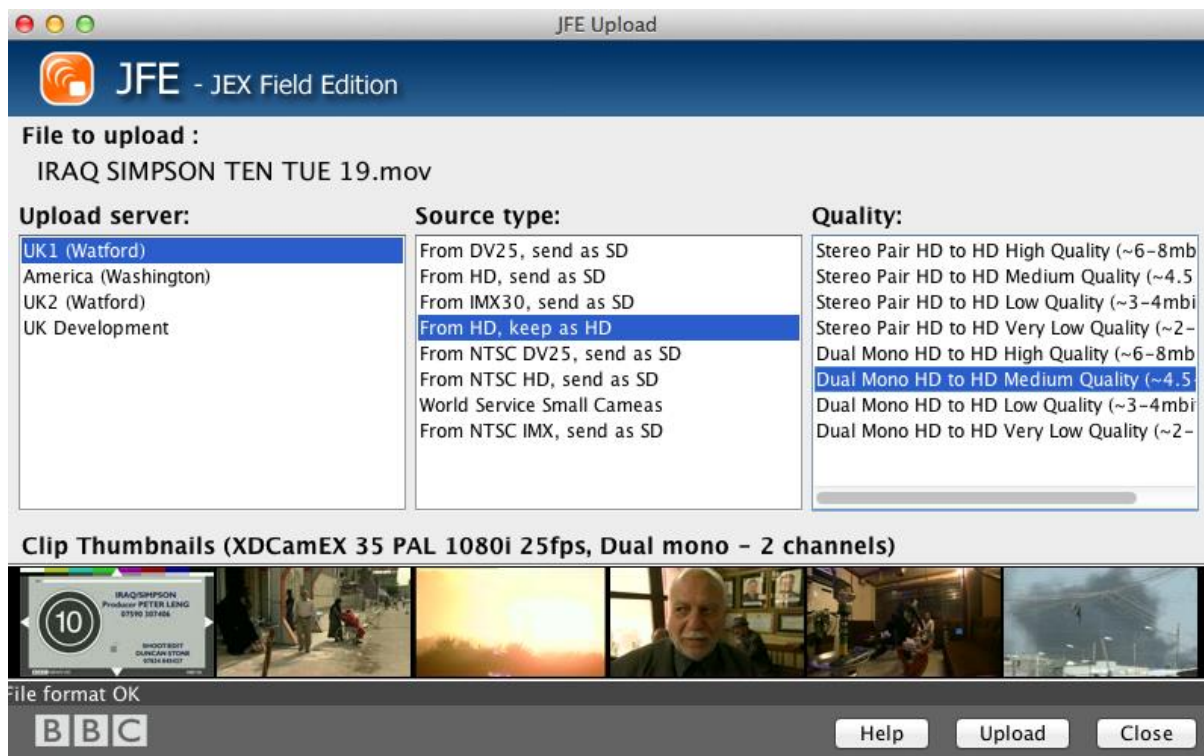 JFE Upload
JFE - JEX Field Edition
File to upload :
IRAQ SIMPSON TEN TUE 19.mov
Upload server:
UK1 (Watford)
America (Washington)
UK2 (Watford)
UK Development
Source type:
From DV25, send as SD
From HD, send as SD
From IMX30, send as SD
From HD, keep as HD
From NTSC DV25, send as SD
From NTSC HD, send as SD
World Service Small Cameas
From NTSC IMX, send as SD
Quality:
Stereo Pair HD to HD High Quality (~6-8mb
Stereo Pair HD to HD Medium Quality (~4.5
Stereo Pair HD to HD Low Quality (~3-4mbi
Stereo Pair HD to HD Very Low Quality (~2-
Dual Mono HD to HD High Quality (~6-8mb
Dual Mono HD to HD Medium Quality (~4.5-
Dual Mono HD to HD Low Quality (~3-4mbi
Dual Mono HD to HD Very Low Quality (~2-
Clip Thumbnails (XDCamEX 35 PAL 1080i 25fps, Dual mono - 2 channels)
10
IRAQ/SIMPSON
Producer PETER LENG
07590 307406
SHOOT/EDIT
DUNCAN STONE
File format OK
BBC
Help
Upload
Close